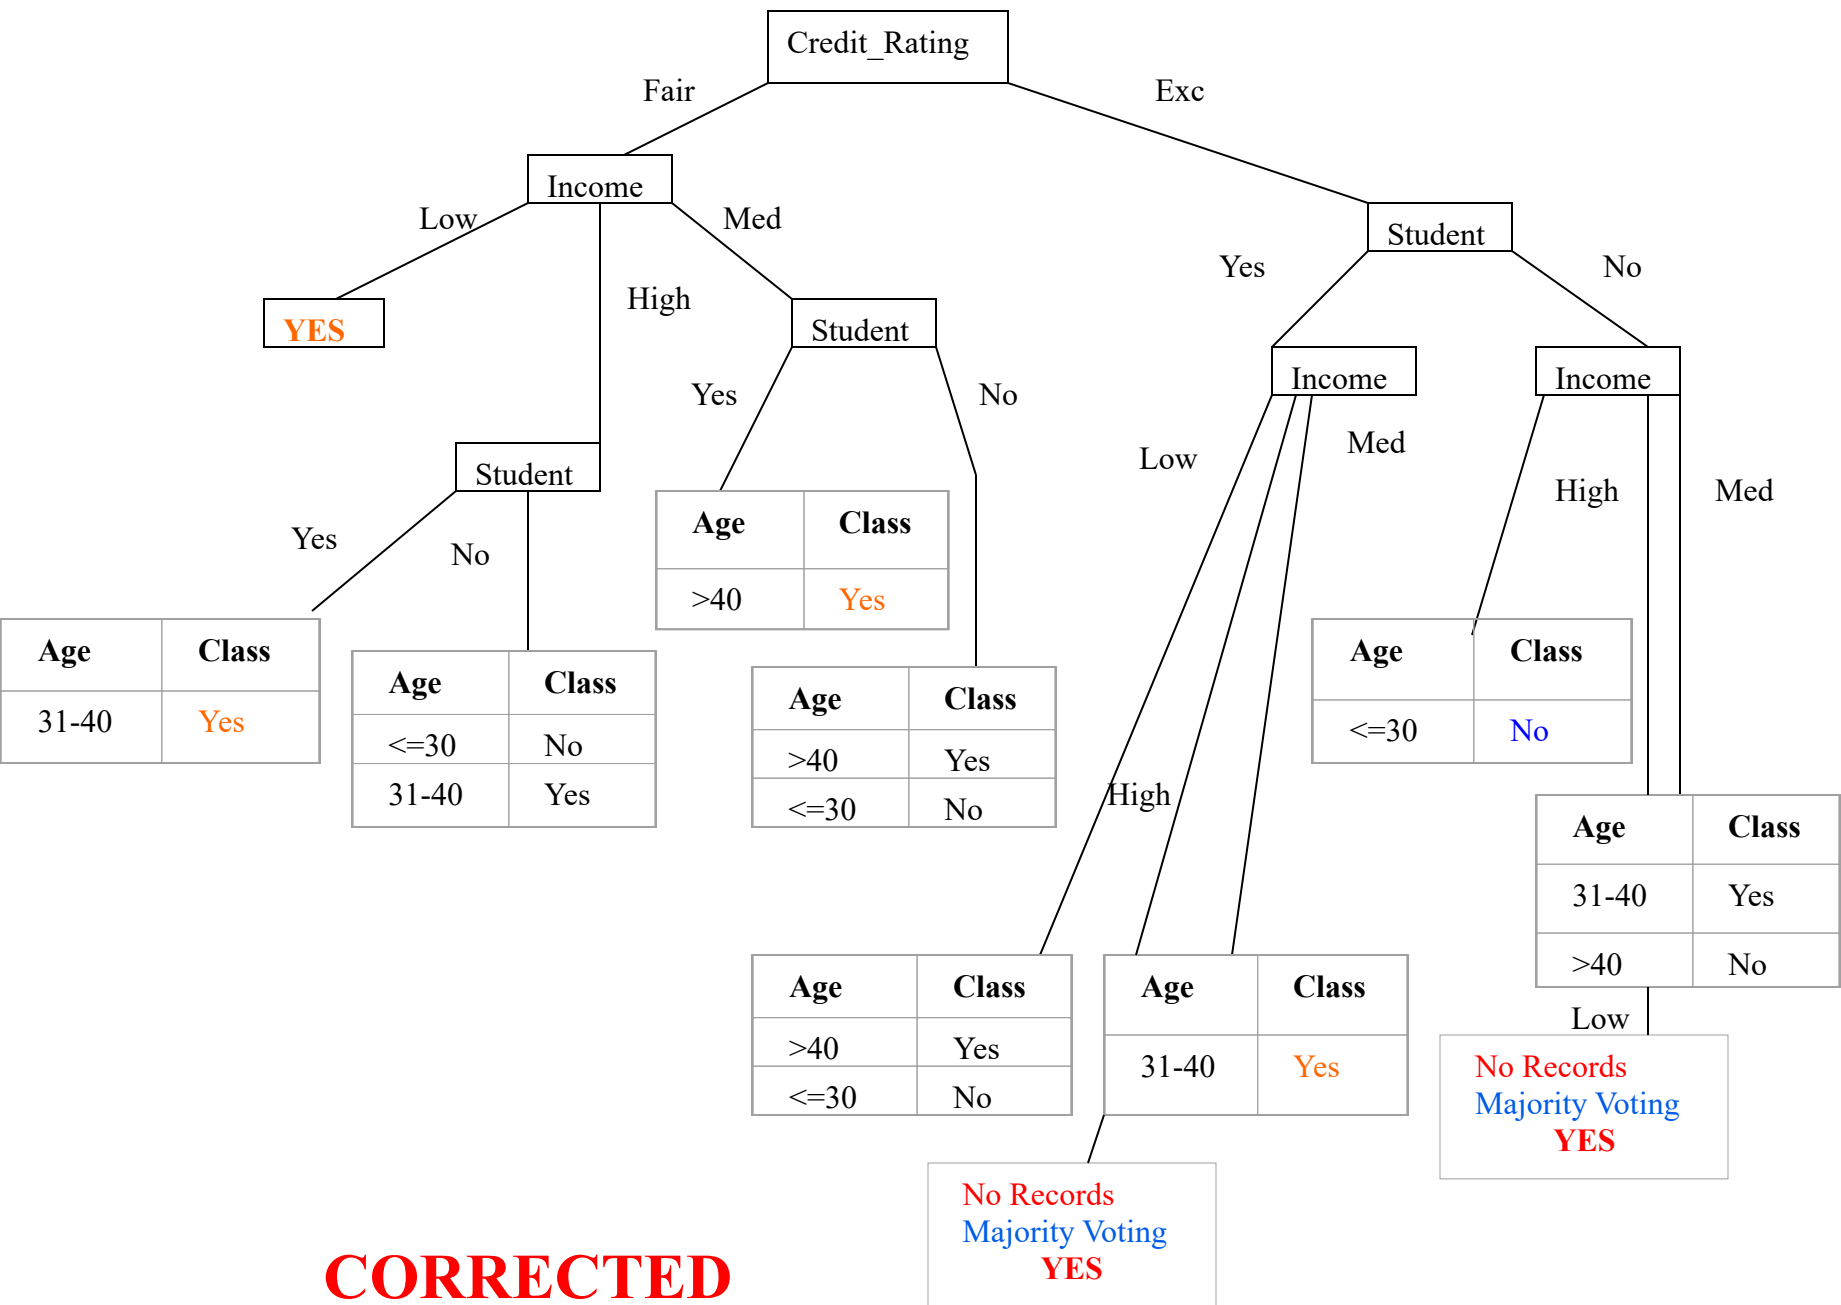 Credit_Rating
Fair
Exc
Income
Low
Med
Student
Yes
No
YES
High
Student
Income
Income
Yes
No
Low
Med
High
Med
Student
Yes
No
Age Class
>40 Yes
Age Class
31-40 Yes
Age Class
<=30 No
31-40 Yes
Age Class
>40 Yes
<=30 No
High
Age Class
<=30 No
Age Class
31-40 Yes
>40 No
Age Class
>40 Yes
<=30 No
Age Class
31-40 Yes
Low
No Records
Majority Voting
YES
No Records
Majority Voting
YES
CORRECTED